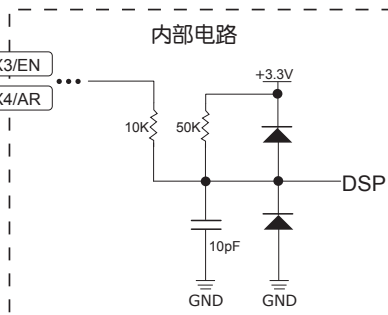 内部电路
X3/EN
X4/AR
+3.3V
10K
50K
DSP
10pF
GND
GND